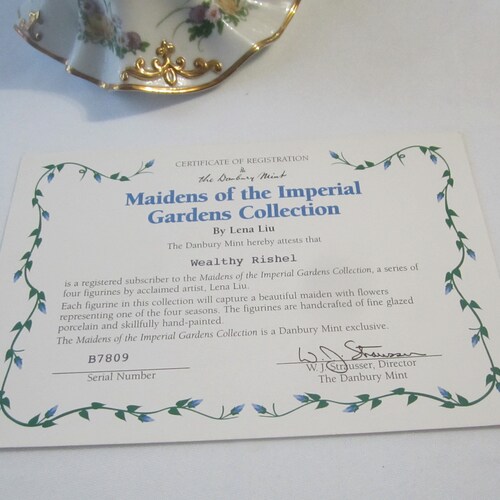 CERTIFICATE OF REGISTRATION
the Danbury Mint
Maidens of the Imperial
Gardens Collection
By Lena Liu
The Danbury Mint hereby attests that
Wealthy Rishel
is a registered subscriber to the Maidens of the Imperial Gardens Collection, a series of
four figurines by acclaimed artist, Lena Liu.
Each figurine in this collection will capture a beautiful maiden with flowers
representing one of the four seasons. The figurines are handcrafted of fine glazed
porcelain and skillfully hand-painted.
The Maidens of the Imperial Gardens Collection is a Danbury Mint exclusive.
B7809
Serial Number
W. J. Strausser
W. J. Strausser, Director
The Danbury Mint